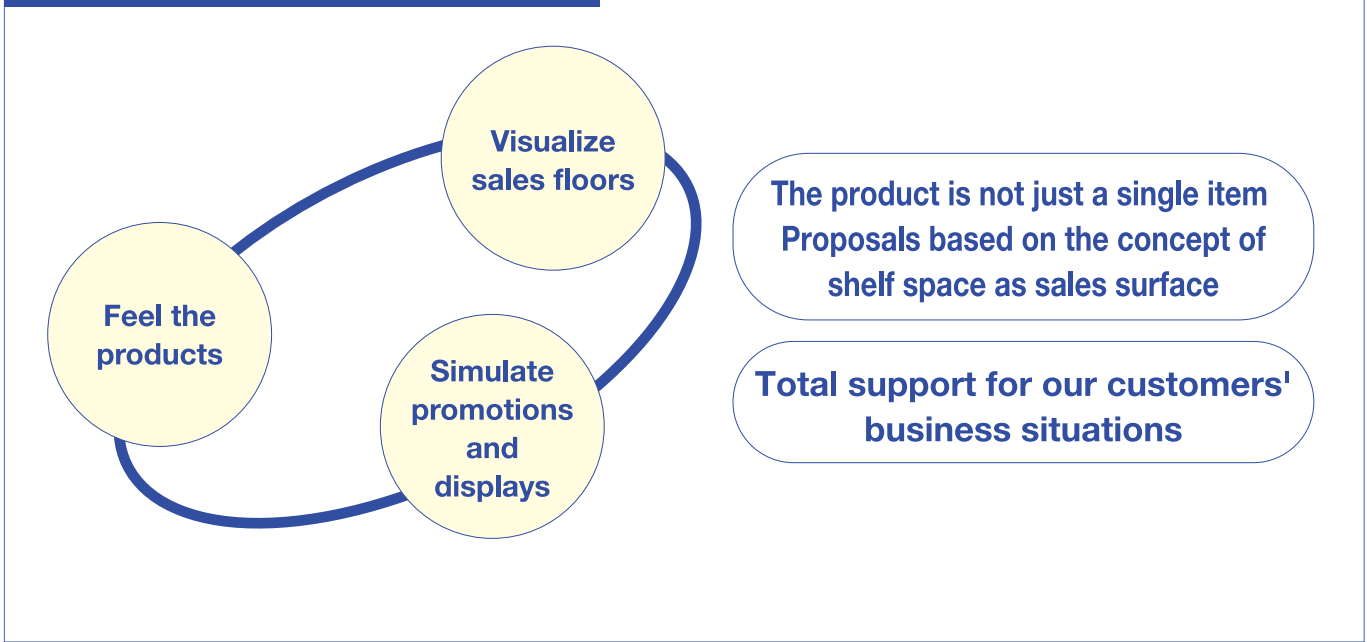 Visualize
sales floors
Feel the
products
Simulate
promotions
and
displays
The product is not just a single item
Proposals based on the concept of
shelf space as sales surface
Total support for our customers'
business situations